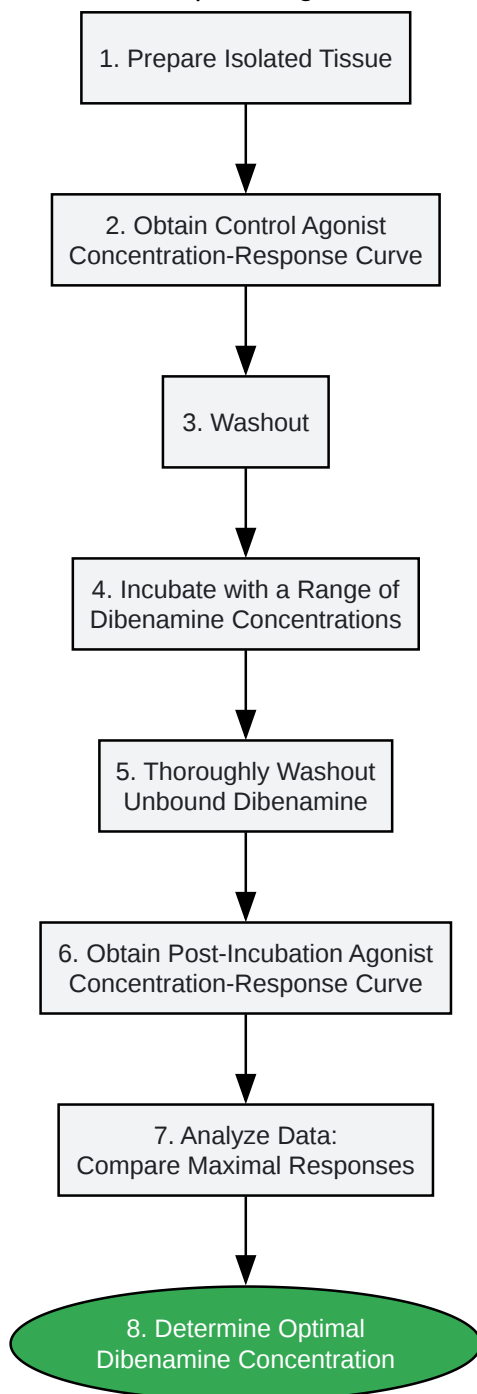 1. Prepare Isolated Tissue
2. Obtain Control Agonist
Concentration-Response Curve
3. Washout
4. Incubate with a Range of
Dibenamine Concentrations
5. Thoroughly Washout
Unbound Dibenamine
6. Obtain Post-Incubation Agonist
Concentration-Response Curve
7. Analyze Data:
Compare Maximal Responses
8. Determine Optimal
Dibenamine Concentration